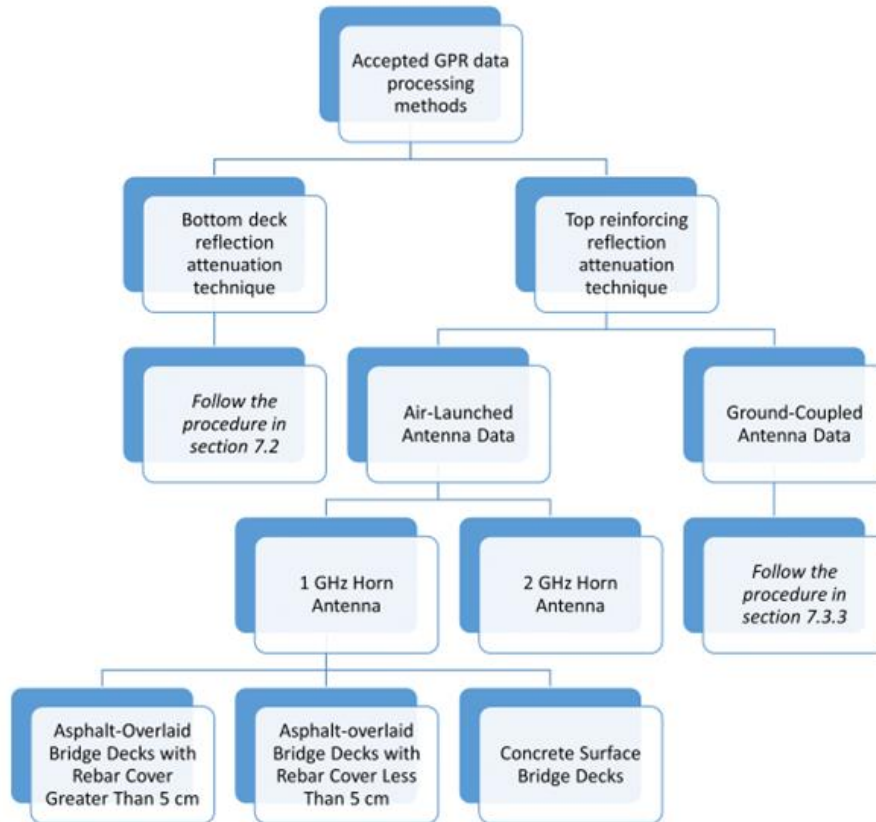 Accepted GPR data
processing
methods
Bottom deck
reflection
attenuation
technique
Top reinforcing
reflection
attenuation
technique
Follow the
procedure in
section 7.2
Air-Launched
Antenna Data
Ground-Coupled
Antenna Data
1 GHz Horn
Antenna
2 GHz Horn
Antenna
Follow the
procedure in
section 7.3.3
Asphalt-Overlaid
Bridge Decks with
Rebar Cover
Greater Than 5 cm
Asphalt-overlaid
Bridge Decks with
Rebar Cover Less
Than 5 cm
Concrete Surface
Bridge Decks